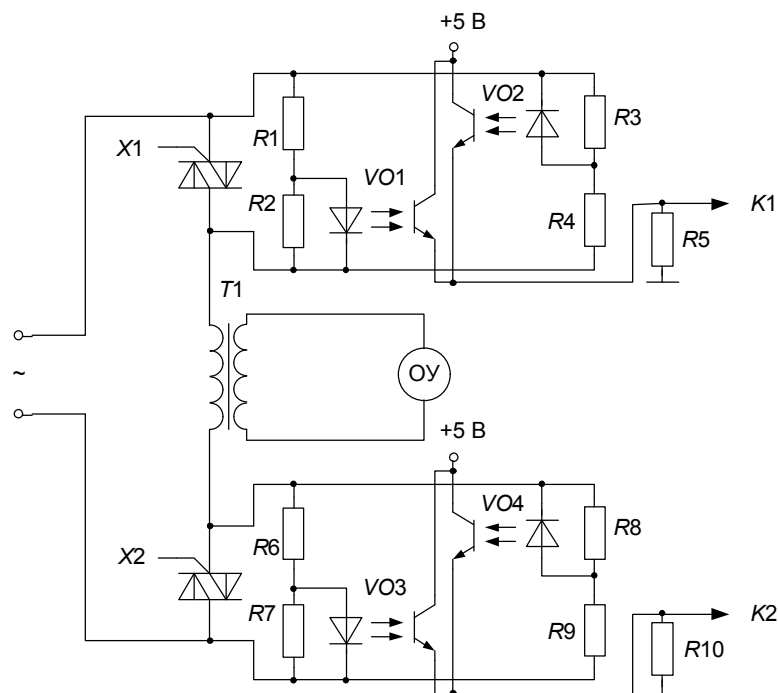 +5 В
VO2
R3
R1
X1
VO1
R2
R4
K1
R5
T1
~
ОУ
+5 В
VO4
R8
R6
X2
VO3
R7
R9
K2
R10